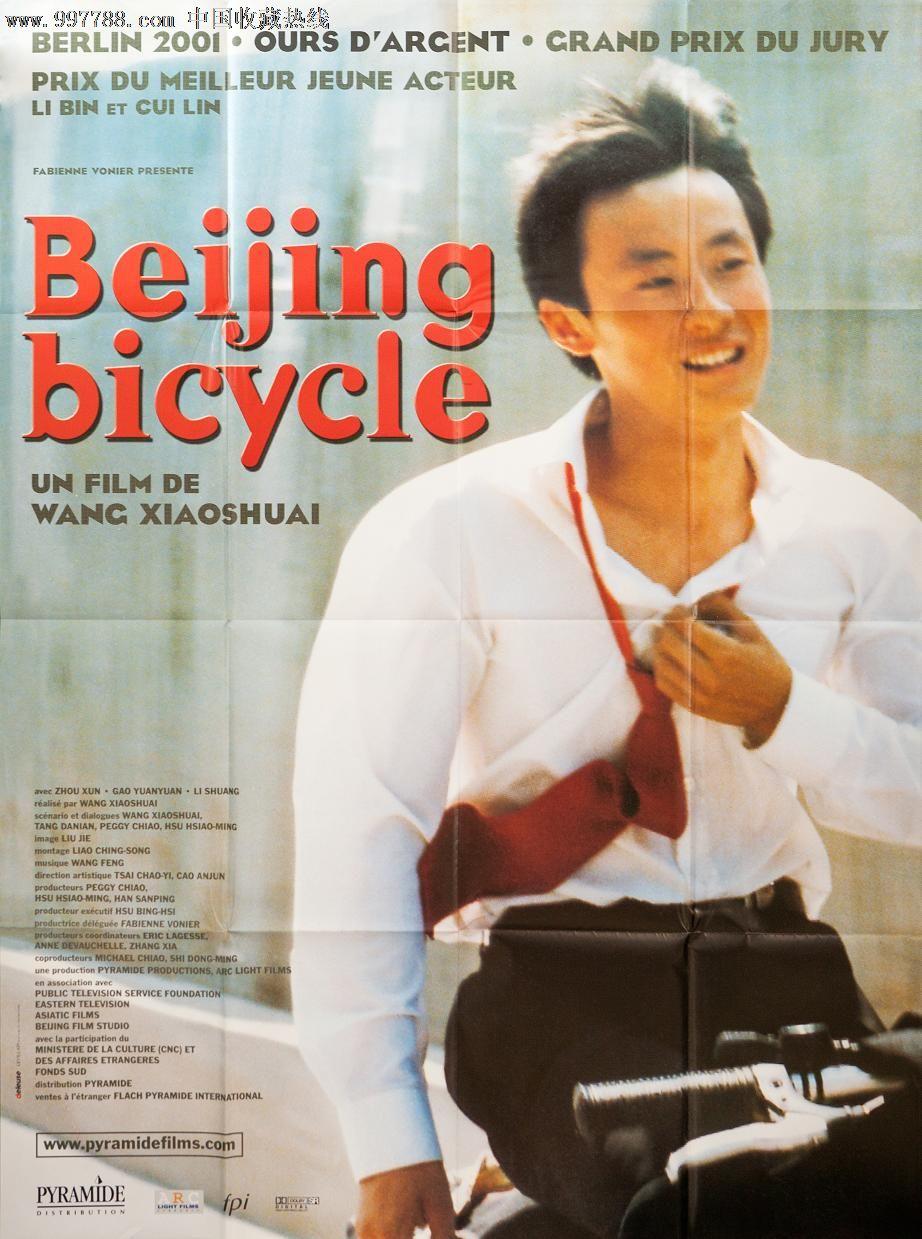 www.997788.com 中国收藏热线
BERLIN 2001 • OURS D'ARGENT • GRAND PRIX DU JURY
PRIX DU MEILLEUR JEUNE ACTEUR
LI BIN ET CUI LIN
FABIENNE VONIER PRESENTE
Beijing
bicycle
UN FILM DE
WANG XIAOSHUAI
avec ZHOU XUN • GAO YUANYUAN • LI SHUANG
réalisé par WANG XIAOSHUAI
scénario et dialogues WANG XIAOSHUAI,
TANG DANIAN, PEGGY CHIAO, HSU HSIAO-MING
image LIU JIE
montage LIAO CHING-SONG
musique WANG FENG
direction artistique TSAI CHAO-YI, CAO ANJUN
producteurs PEGGY CHIAO,
HSU HSIAO-MING, HAN SANPING
producteur exécutif HSU BING-HSI
productrice déléguée FABIENNE VONIER
producteurs coordinateurs ERIC LAGESSE,
ANNE DEVAUCHELLE, ZHANG XIA
coproducteurs MICHAEL CHIAO, SHI DONG-MING
une production PYRAMIDE PRODUCTIONS, ARC LIGHT FILMS
en association avec
PUBLIC TELEVISION SERVICE FOUNDATION
EASTERN TELEVISION
ASIATIC FILMS
BEIJING FILM STUDIO
avec la participation du
MINISTERE DE LA CULTURE (CNC) ET
DES AFFAIRES ETRANGERES
FONDS SUD
distribution PYRAMIDE
ventes à l'étranger FLACH PYRAMIDE INTERNATIONAL
www.pyramidefilms.com
PYRAMIDE
DISTRIBUTION
ARC
LIGHT FILMS
fpi
DOLBY SR
DIGITAL